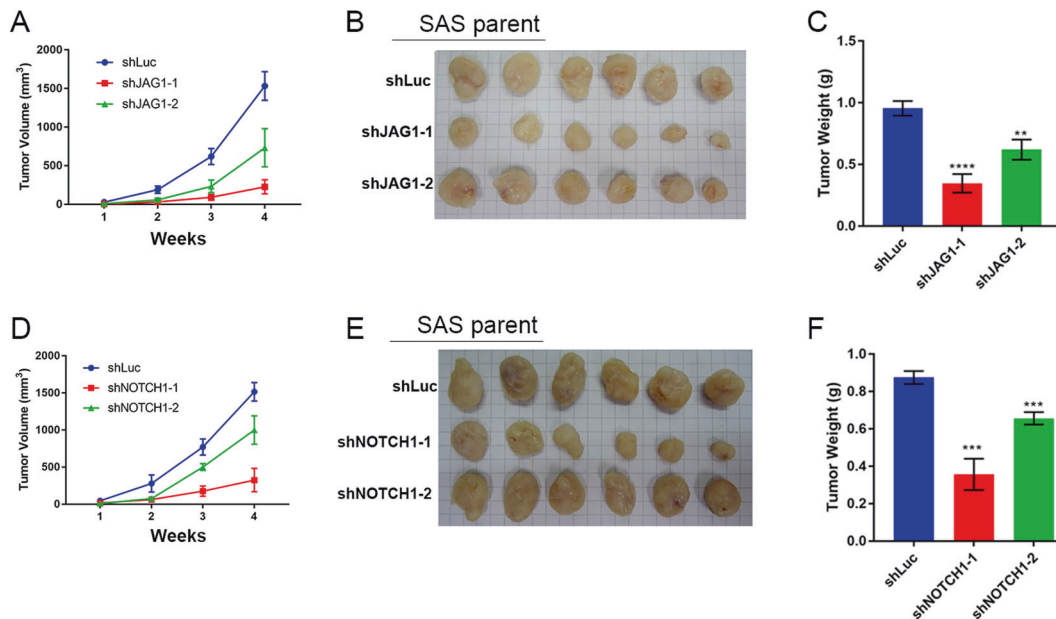 A
Tumor Volume (mm³)
2000
1500
1000
500
0
1 2 3 4
Weeks
shLuc
shJAG1-1
shJAG1-2
B
SAS parent
shLuc
shJAG1-1
shJAG1-2
C
Tumor Weight (g)
1.5
1.0
0.5
0.0
****
**
shLuc
shJAG1-1
shJAG1-2
D
Tumor Volume (mm³)
2000
1500
1000
500
0
1 2 3 4
Weeks
shLuc
shNOTCH1-1
shNOTCH1-2
E
SAS parent
shLuc
shNOTCH1-1
shNOTCH1-2
F
Tumor Weight (g)
1.0
0.8
0.6
0.4
0.2
0.0
***
***
shLuc
shNOTCH1-1
shNOTCH1-2